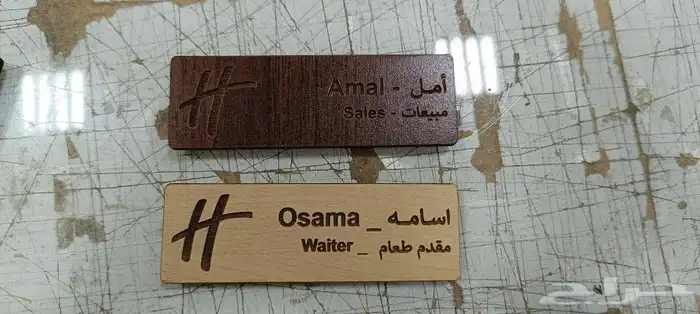 H
Amal - أمل
Sales - مبيعات
H
Osama _ اسامه
Waiter _ مقدم طعام
حراج